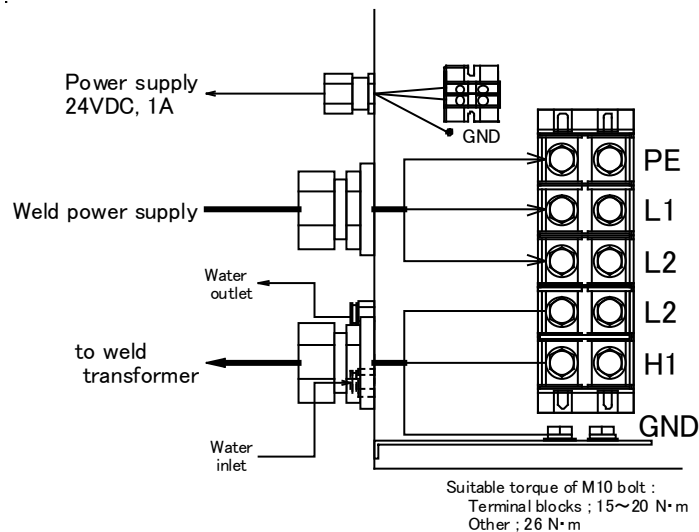 Power supply
24VDC, 1A
GND
PE
Weld power supply
L1
L2
Water
outlet
L2
to weld
transformer
H1
GND
Water
inlet
Suitable torque of M10 bolt :
Terminal blocks ; 15～20 N･m
Other ; 26 N･m